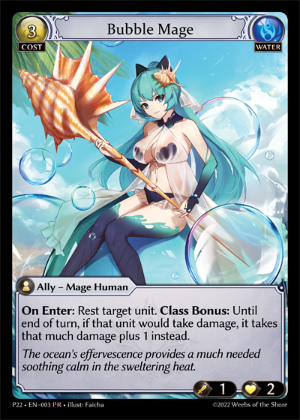 3
Bubble Mage
COST
WATER
Ally – Mage Human
On Enter: Rest target unit. Class Bonus: Until
end of turn, if that unit would take damage, it takes
that much damage plus 1 instead.
The ocean's effervescence provides a much needed
soothing calm in the sweltering heat.
1
2
P22 • EN-003 PR • illust: Faicha
©2022 Weebs of the Shore